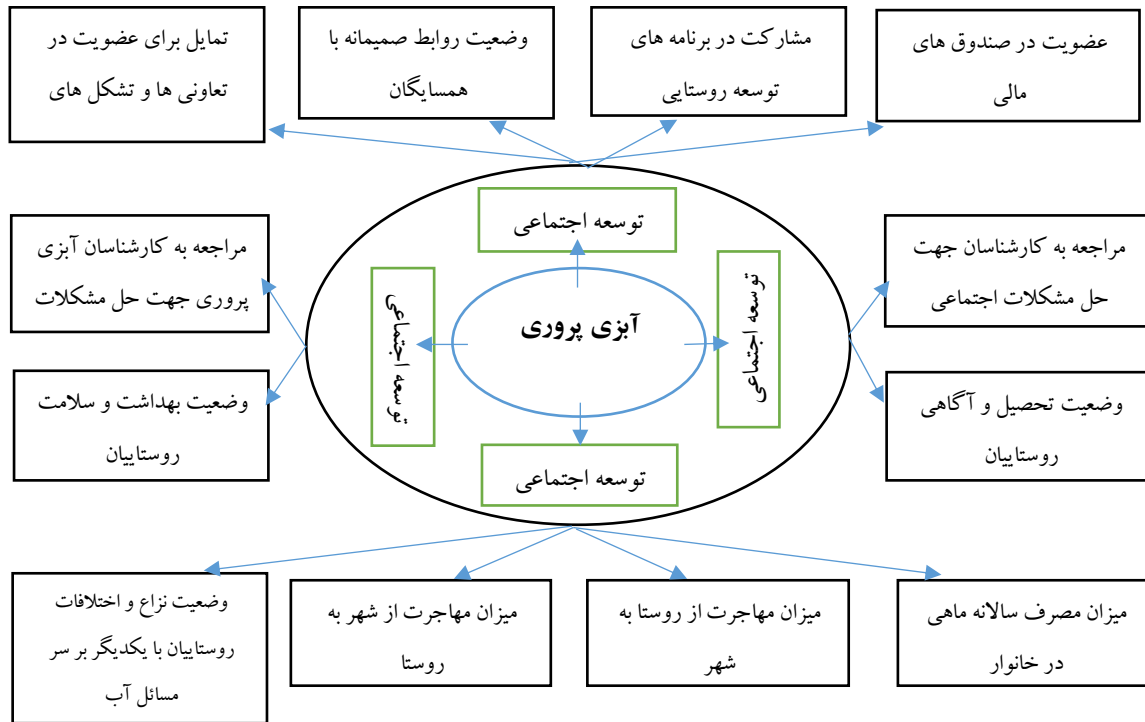 عضویت در صندوق های
مالی
مشارکت در برنامه های
توسعه روستایی
وضعیت روابط صمیمانه با
همسایگان
تمایل برای عضویت در
تعاونی ها و تشکل های
توسعه اجتماعی
مراجعه به کارشناسان جهت
حل مشکلات اجتماعی
توسعه اجتماعی
آبزی پروری
توسعه اجتماعی
مراجعه به کارشناسان آبزی
پروری جهت حل مشکلات
وضعیت تحصیل و آگاهی
روستاییان
وضعیت بهداشت و سلامت
روستاییان
توسعه اجتماعی
میزان مصرف سالانه ماهی
در خانوار
میزان مهاجرت از روستا به
شهر
میزان مهاجرت از شهر به
روستا
وضعیت نزاع و اختلافات
روستاییان با یکدیگر بر سر
مسائل آب